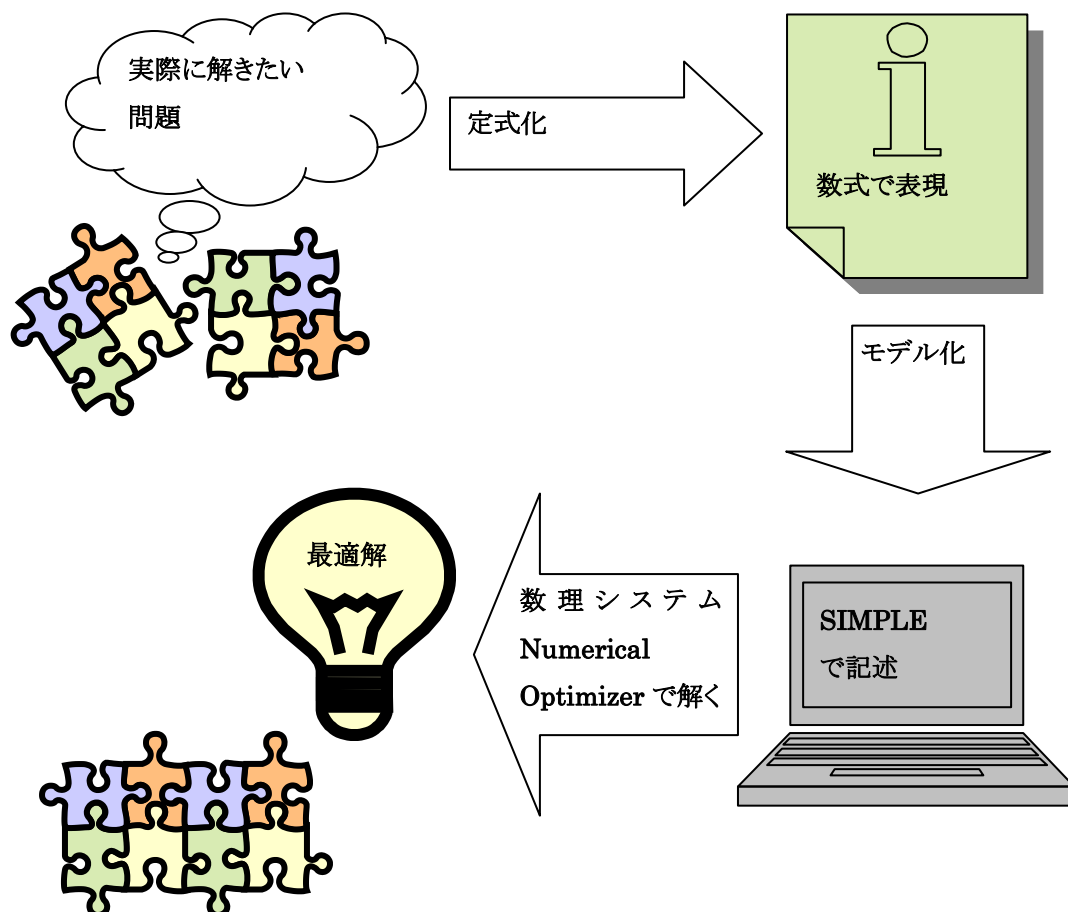 実際に解きたい
問題
定式化
数式で表現
モデル化
SIMPLE
で記述
数理システム
Numerical
Optimizer で解く
最適解